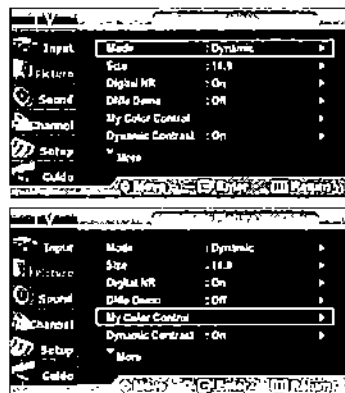 T V
Input
Picture
Sound
Channel
Setup
Guide
Mode : Dynamic
Size : 16:9
Digital NR : On
DNIe Demo : Off
My Color Control
Dynamic Contrast : On
More
Move Enter Return
T V
Input
Picture
Sound
Channel
Setup
Guide
Mode : Dynamic
Size : 16:9
Digital NR : On
DNIe Demo : Off
My Color Control
Dynamic Contrast : On
More
Move Enter Return